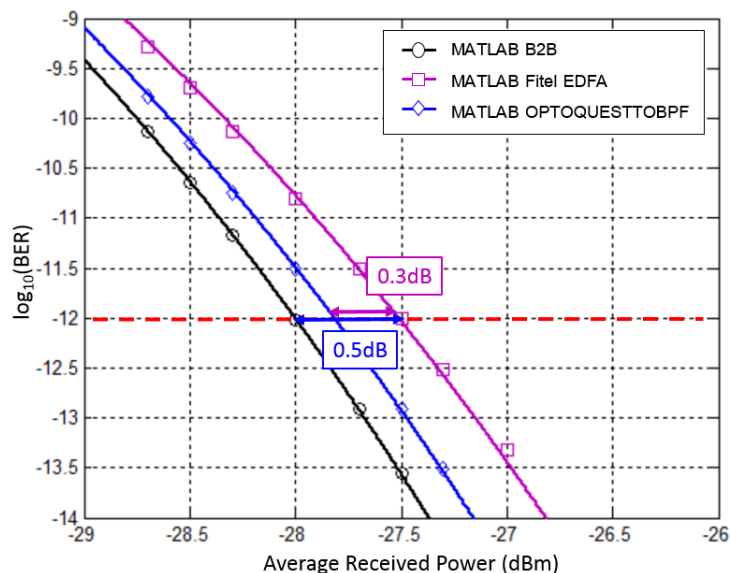 -9
-9.5
-10
-10.5
-11
-11.5
-12
-12.5
-13
-13.5
-14
log10(BER)
MATLAB B2B
MATLAB Fitel EDFA
MATLAB OPTOQUESTTOBPF
0.3dB
0.5dB
-29 -28.5 -28 -27.5 -27 -26.5 -26
Average Received Power (dBm)